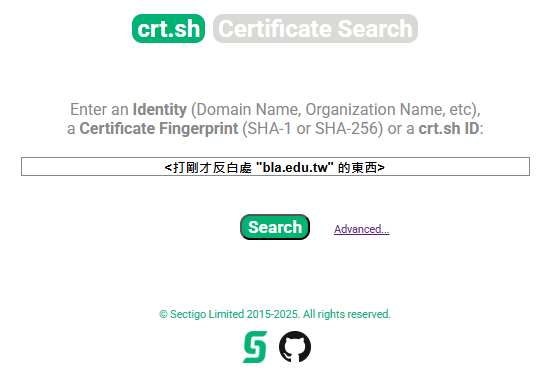 crt.sh Certificate Search
Enter an Identity (Domain Name, Organization Name, etc),
a Certificate Fingerprint (SHA-1 or SHA-256) or a crt.sh ID:
<打剛才反白處 "bla.edu.tw" 的東西>
Search Advanced...
© Sectigo Limited 2015-2025. All rights reserved.